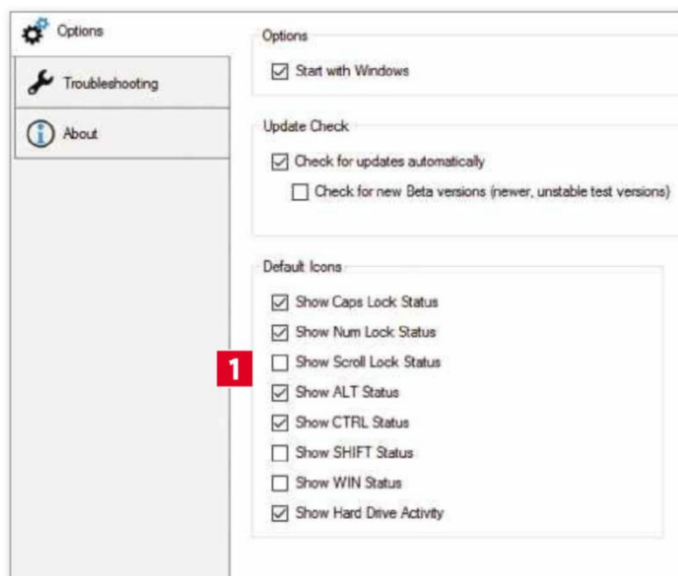 Options
Troubleshooting
About
Options
Start with Windows
Update Check
Check for updates automatically
Check for new Beta versions (newer, unstable test versions)
Default Icons
Show Caps Lock Status
Show Num Lock Status
1
Show Scroll Lock Status
Show ALT Status
Show CTRL Status
Show SHIFT Status
Show WIN Status
Show Hard Drive Activity